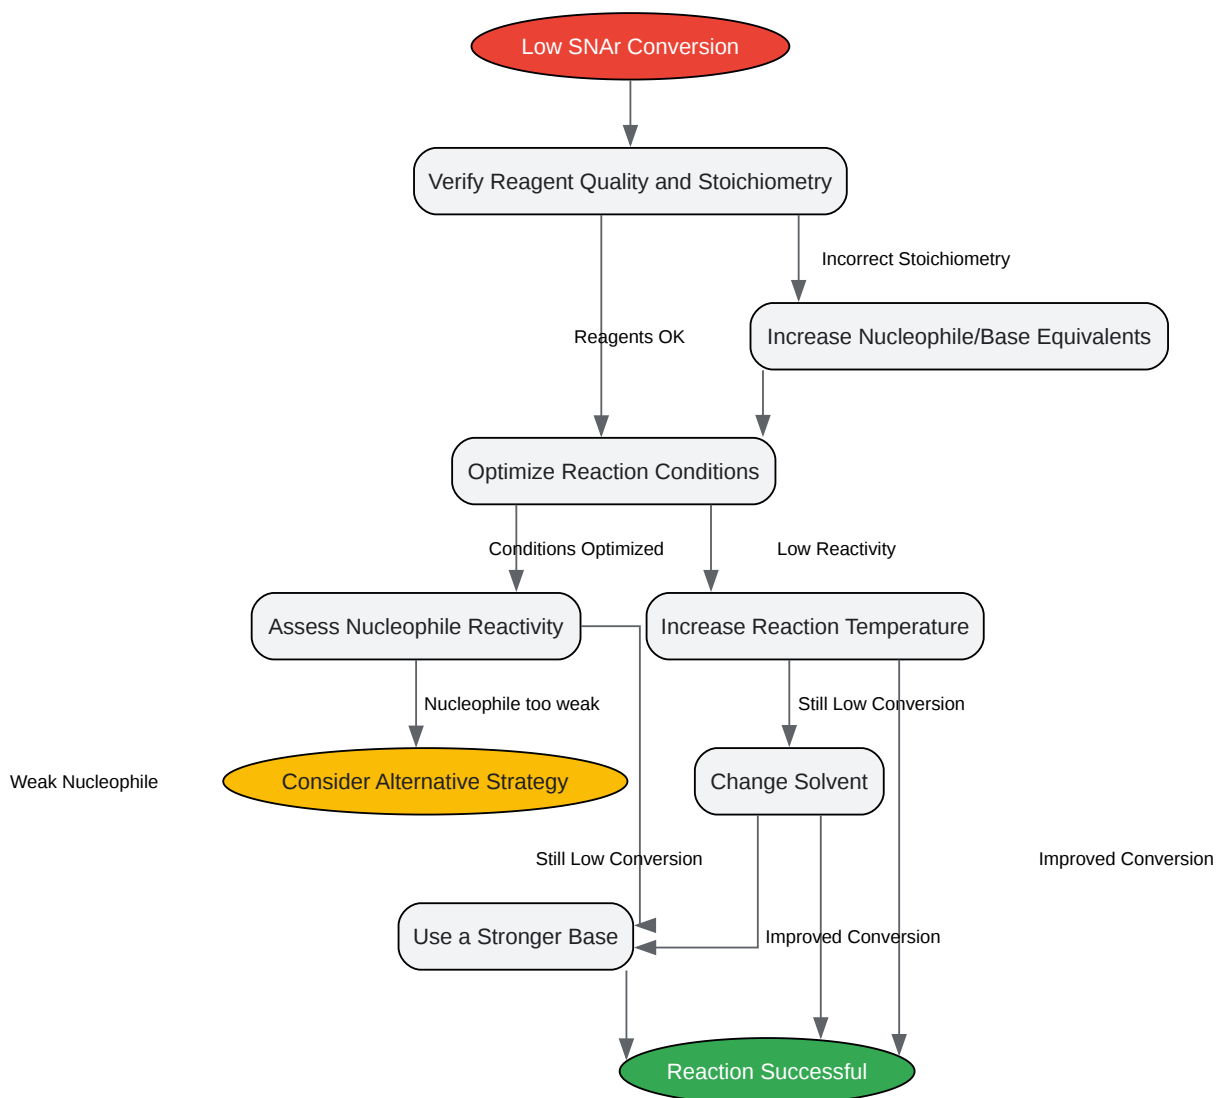 Low SNAr Conversion
Verify Reagent Quality and Stoichiometry
Incorrect Stoichiometry
Reagents OK
Increase Nucleophile/Base Equivalents
Optimize Reaction Conditions
Conditions Optimized
Low Reactivity
Assess Nucleophile Reactivity
Increase Reaction Temperature
Nucleophile too weak
Still Low Conversion
Weak Nucleophile
Consider Alternative Strategy
Change Solvent
Still Low Conversion
Improved Conversion
Use a Stronger Base
Improved Conversion
Reaction Successful